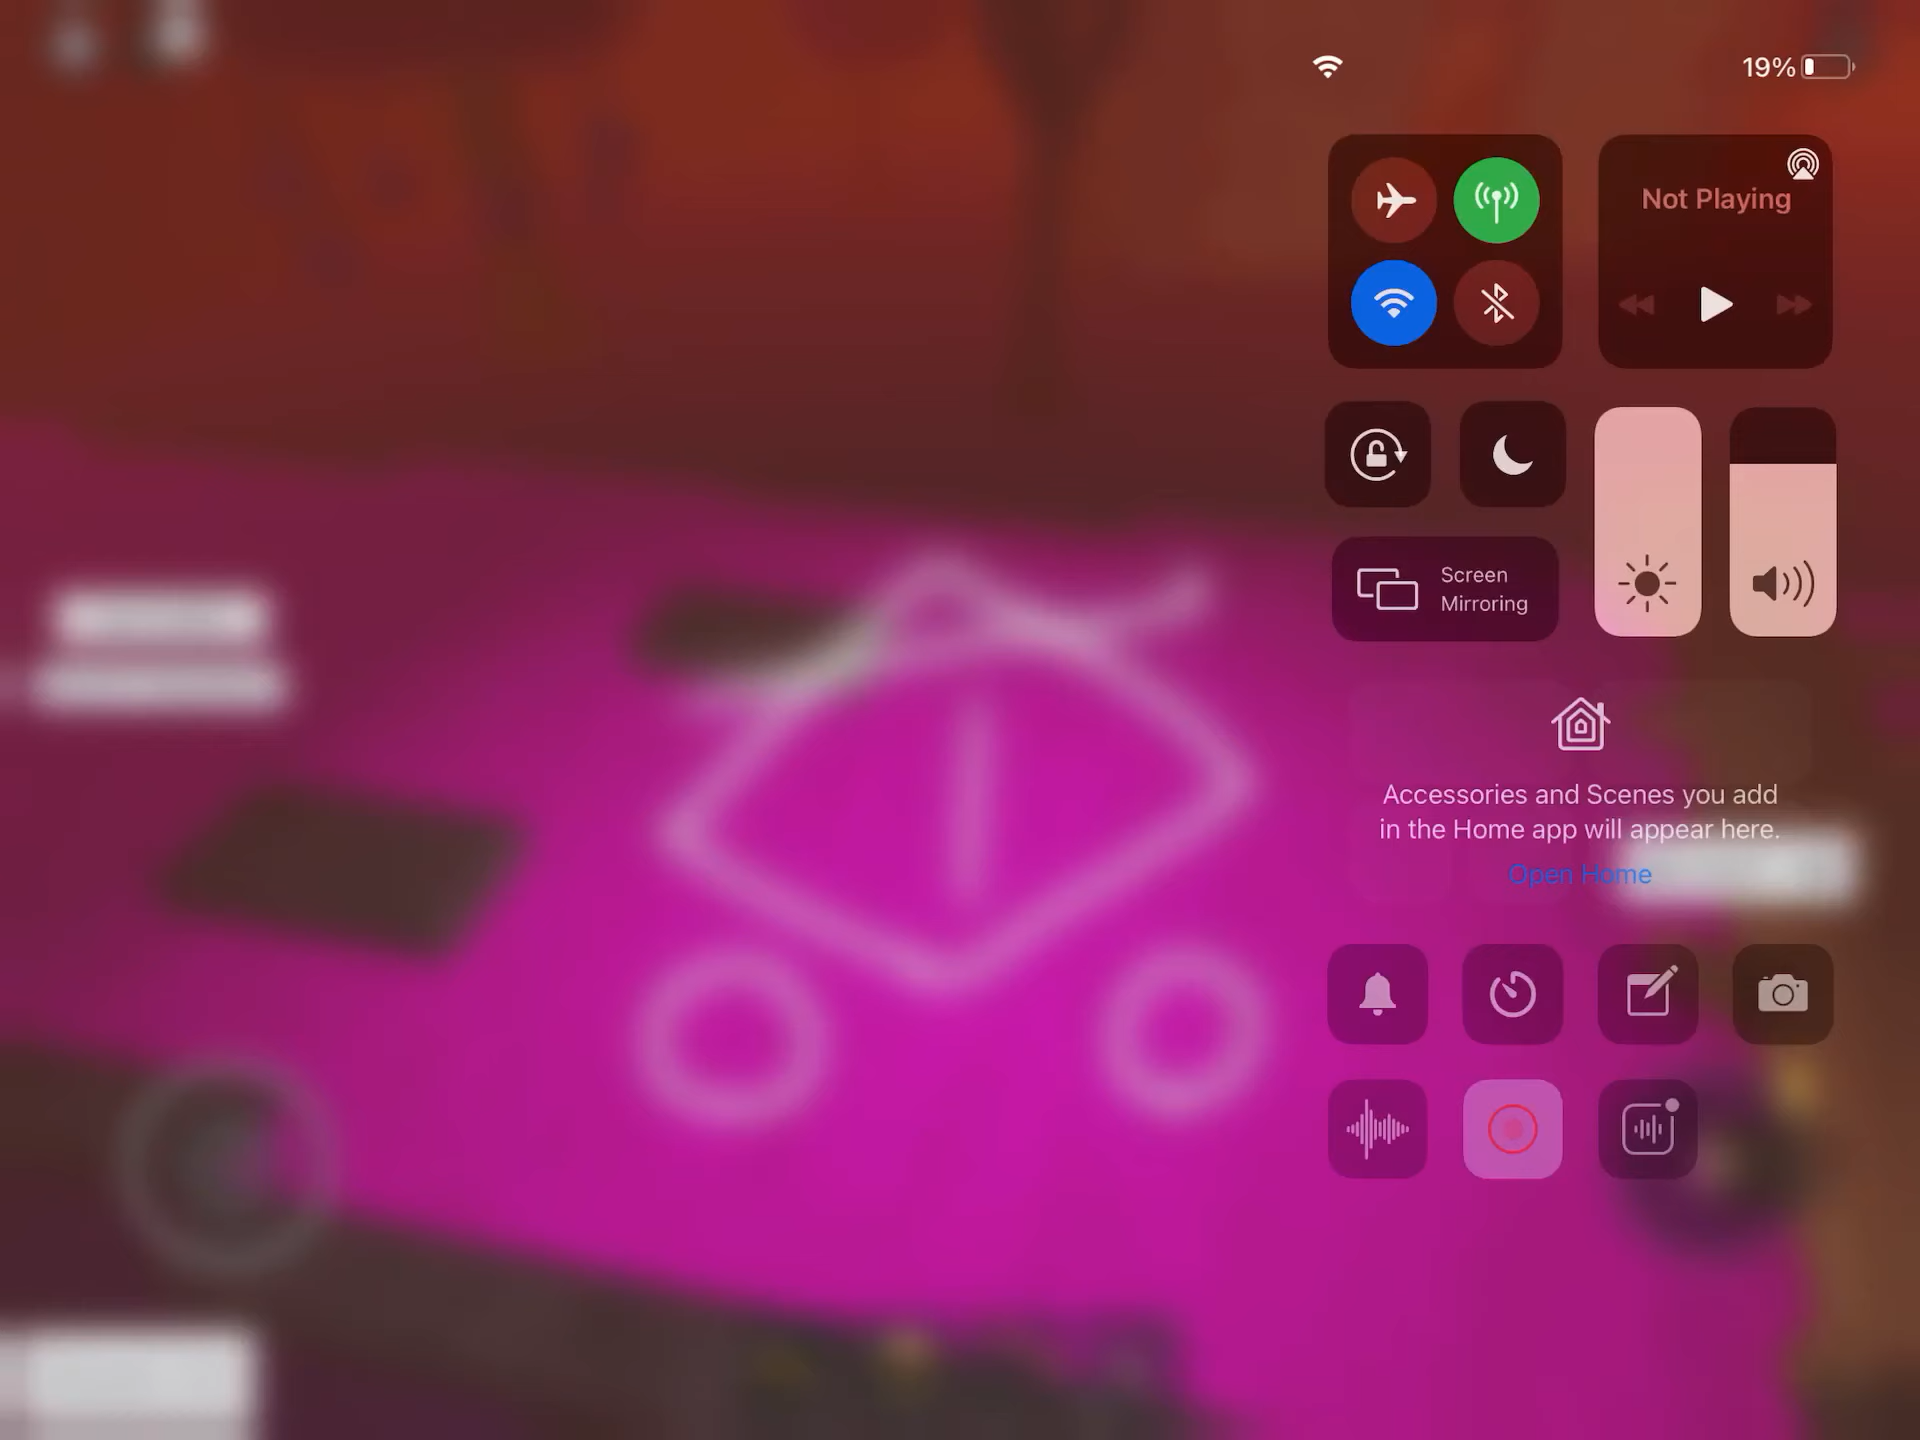 19%
Not Playing
Screen
Mirroring
Accessories and Scenes you add
in the Home app will appear here.
Open Home